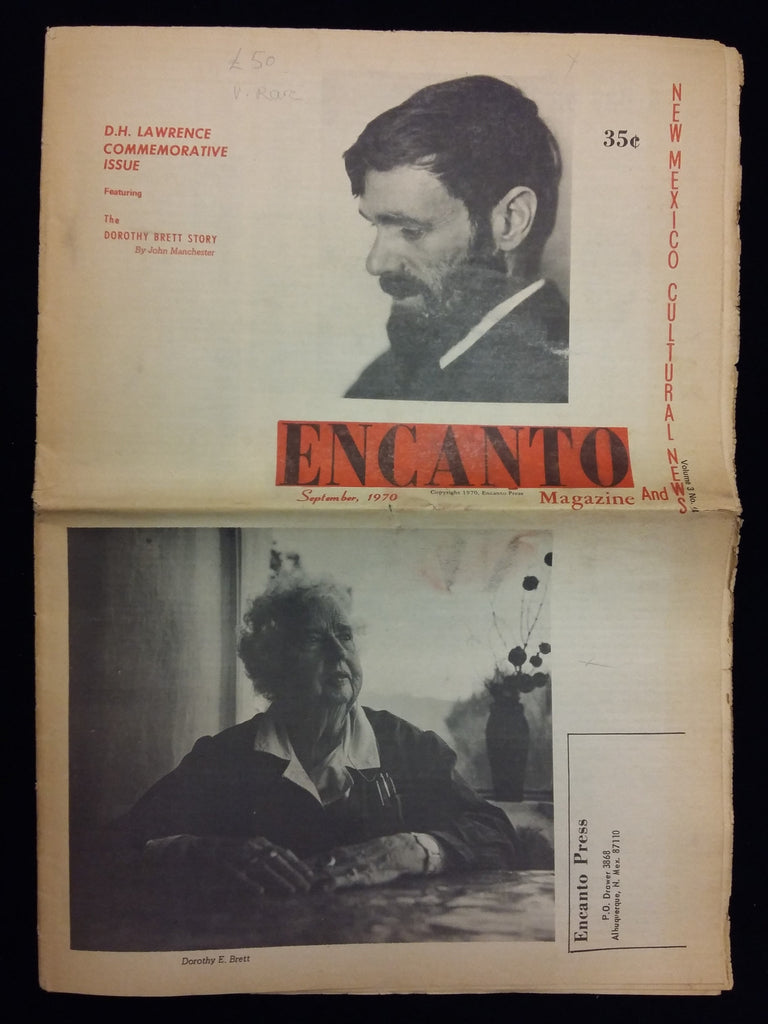 £50
V. Rare
D.H. LAWRENCE
COMMEMORATIVE
ISSUE
Featuring
The
DOROTHY BRETT STORY
By John Manchester
35¢
NEW MEXICO CULTURAL NEWS
ENCANTO
September, 1970
Copyright 1970, Encanto Press
Magazine And
Volume 3 No. 4
Dorothy E. Brett
Encanto Press
P.O. Drawer 3868
Albuquerque, N. Mex. 87110